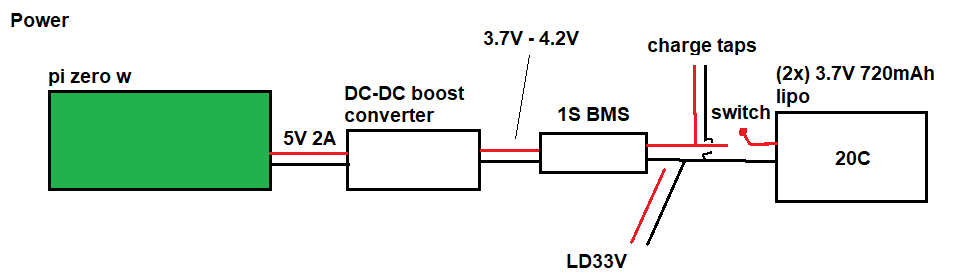 Power
pi zero w
5V 2A
DC-DC boost
converter
3.7V - 4.2V
1S BMS
charge taps
switch
(2x) 3.7V 720mAh
lipo
20C
LD33V